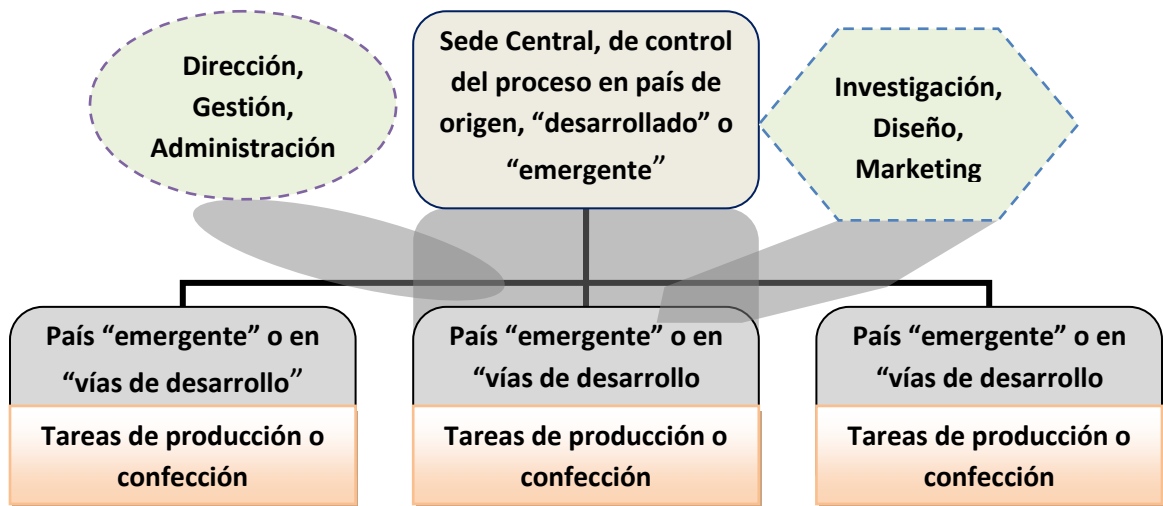 Dirección,
Gestión,
Administración
Sede Central, de control
del proceso en país de
origen, “desarrollado” o
“emergente”
Investigación,
Diseño,
Marketing
País “emergente” o en
“vías de desarrollo”
Tareas de producción o
confección
País “emergente” o en
“vías de desarrollo
Tareas de producción o
confección
País “emergente” o en
“vías de desarrollo
Tareas de producción o
confección